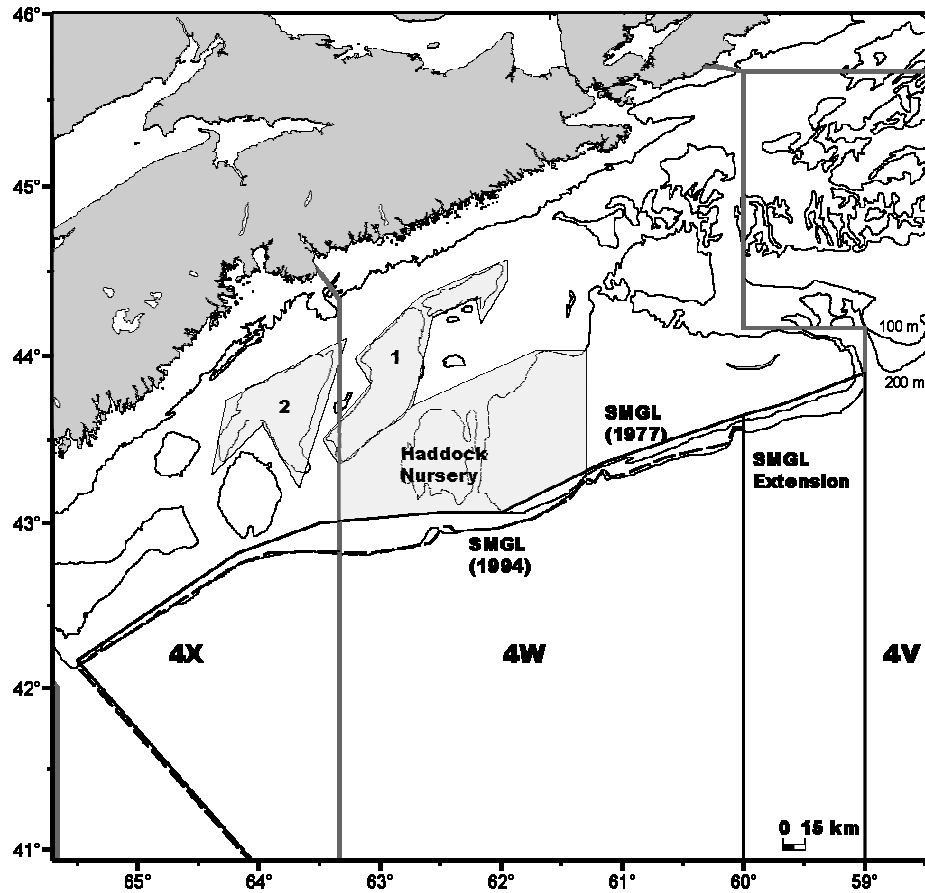 46°
45°
100 m
44°
200 m
1
2
SMGL
(1977)
Haddock
Nursery
SMGL
Extension
43°
SMGL
(1994)
4X
4W
4V
42°
0 15 km
41°
65°
64°
63°
62°
61°
60°
59°